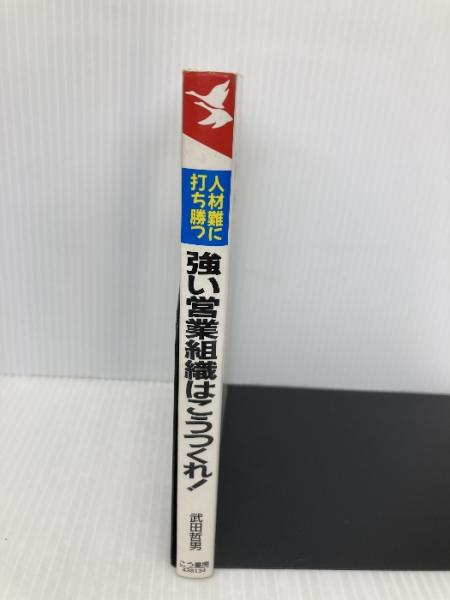 人材難に
打ち勝つ
強い営業組織はこうつくれ!
武田哲男
こう書房